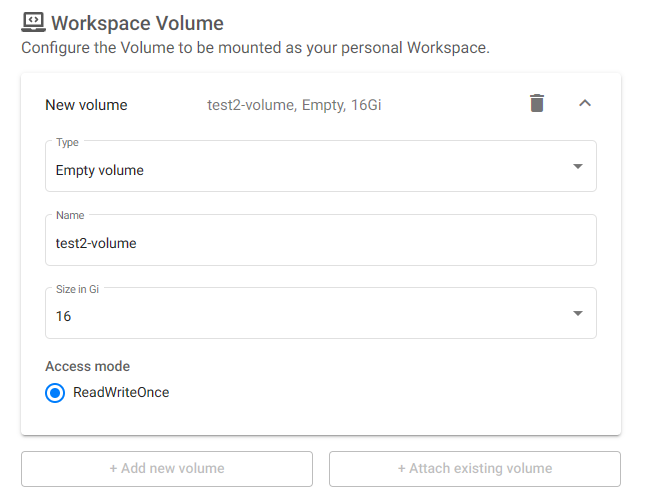 Workspace Volume
Configure the Volume to be mounted as your personal Workspace.
New volume test2-volume, Empty, 16Gi
Type
Empty volume
Name
test2-volume
Size in Gi
16
Access mode
ReadWriteOnce
+ Add new volume + Attach existing volume